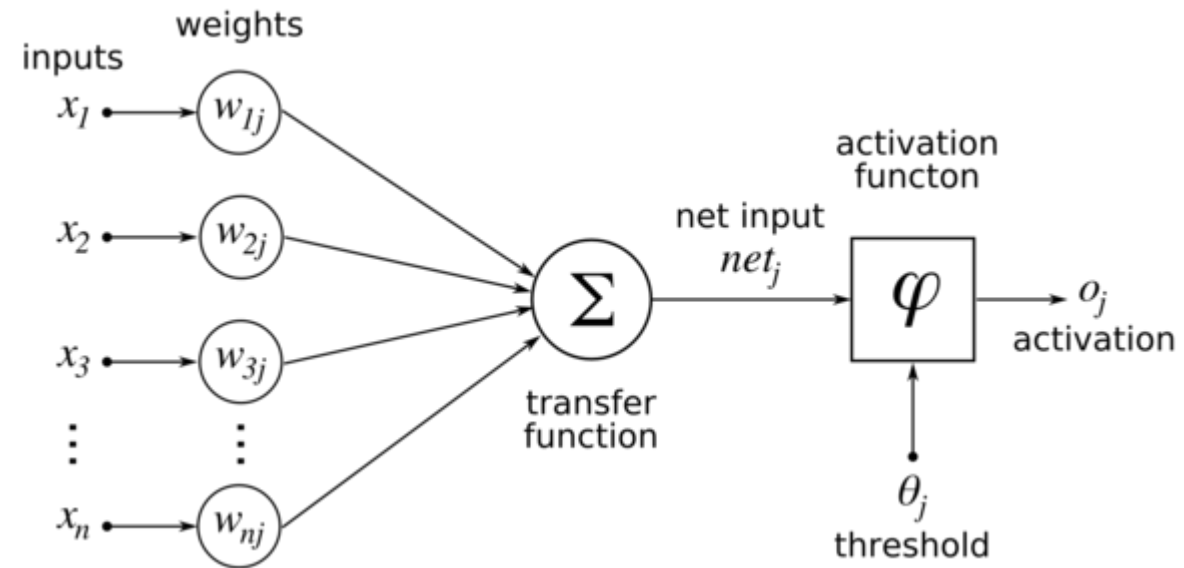 weights
inputs
x1
w1j
x2
w2j
x3
w3j
⋮
⋮
xn
wnj
Σ
transfer
function
net input
netj
activation
functon
φ
oj
activation
θj
threshold